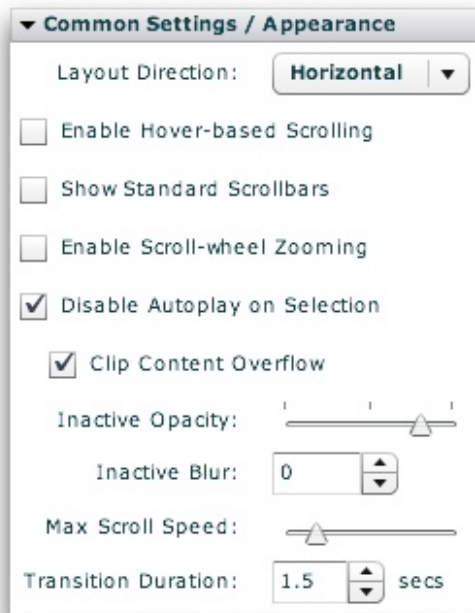 Common Settings / Appearance
Layout Direction: Horizontal
Enable Hover-based Scrolling
Show Standard Scrollbars
Enable Scroll-wheel Zooming
Disable Autoplay on Selection
Clip Content Overflow
Inactive Opacity:
Inactive Blur: 0
Max Scroll Speed:
Transition Duration: 1.5 secs